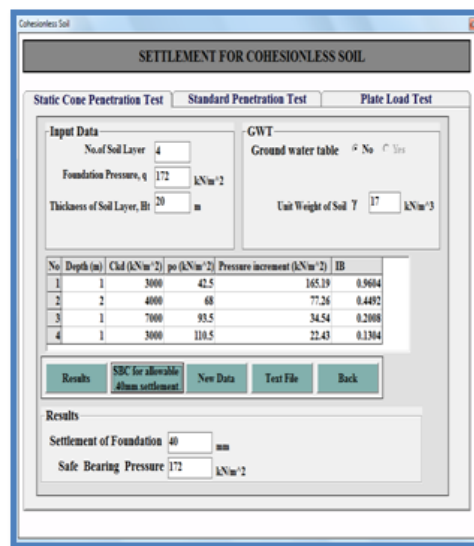 Cohesionless Soil
SETTLEMENT FOR COHESIONLESS SOIL
Static Cone Penetration Test Standard Penetration Test Plate Load Test
Input Data
No.of Soil Layer 4
Foundation Pressure, q 172 kN/m^2
Thickness of Soil Layer, Ht 20 m
GWT
Ground water table No Yes
Unit Weight of Soil γ 17 kN/m^3
No Depth (m) Ckd (kN/m^2) po (kN/m^2) Pressure increment (kN/m^2) IB
1 1 3000 42.5 165.19 0.9604
2 2 4000 68 77.26 0.4492
3 1 7000 93.5 34.54 0.2008
4 1 3000 110.5 22.43 0.1304
Results SBC for allowable 40mm settlement New Data Text File Back
Results
Settlement of Foundation 40 mm
Safe Bearing Pressure 172 kN/m^2